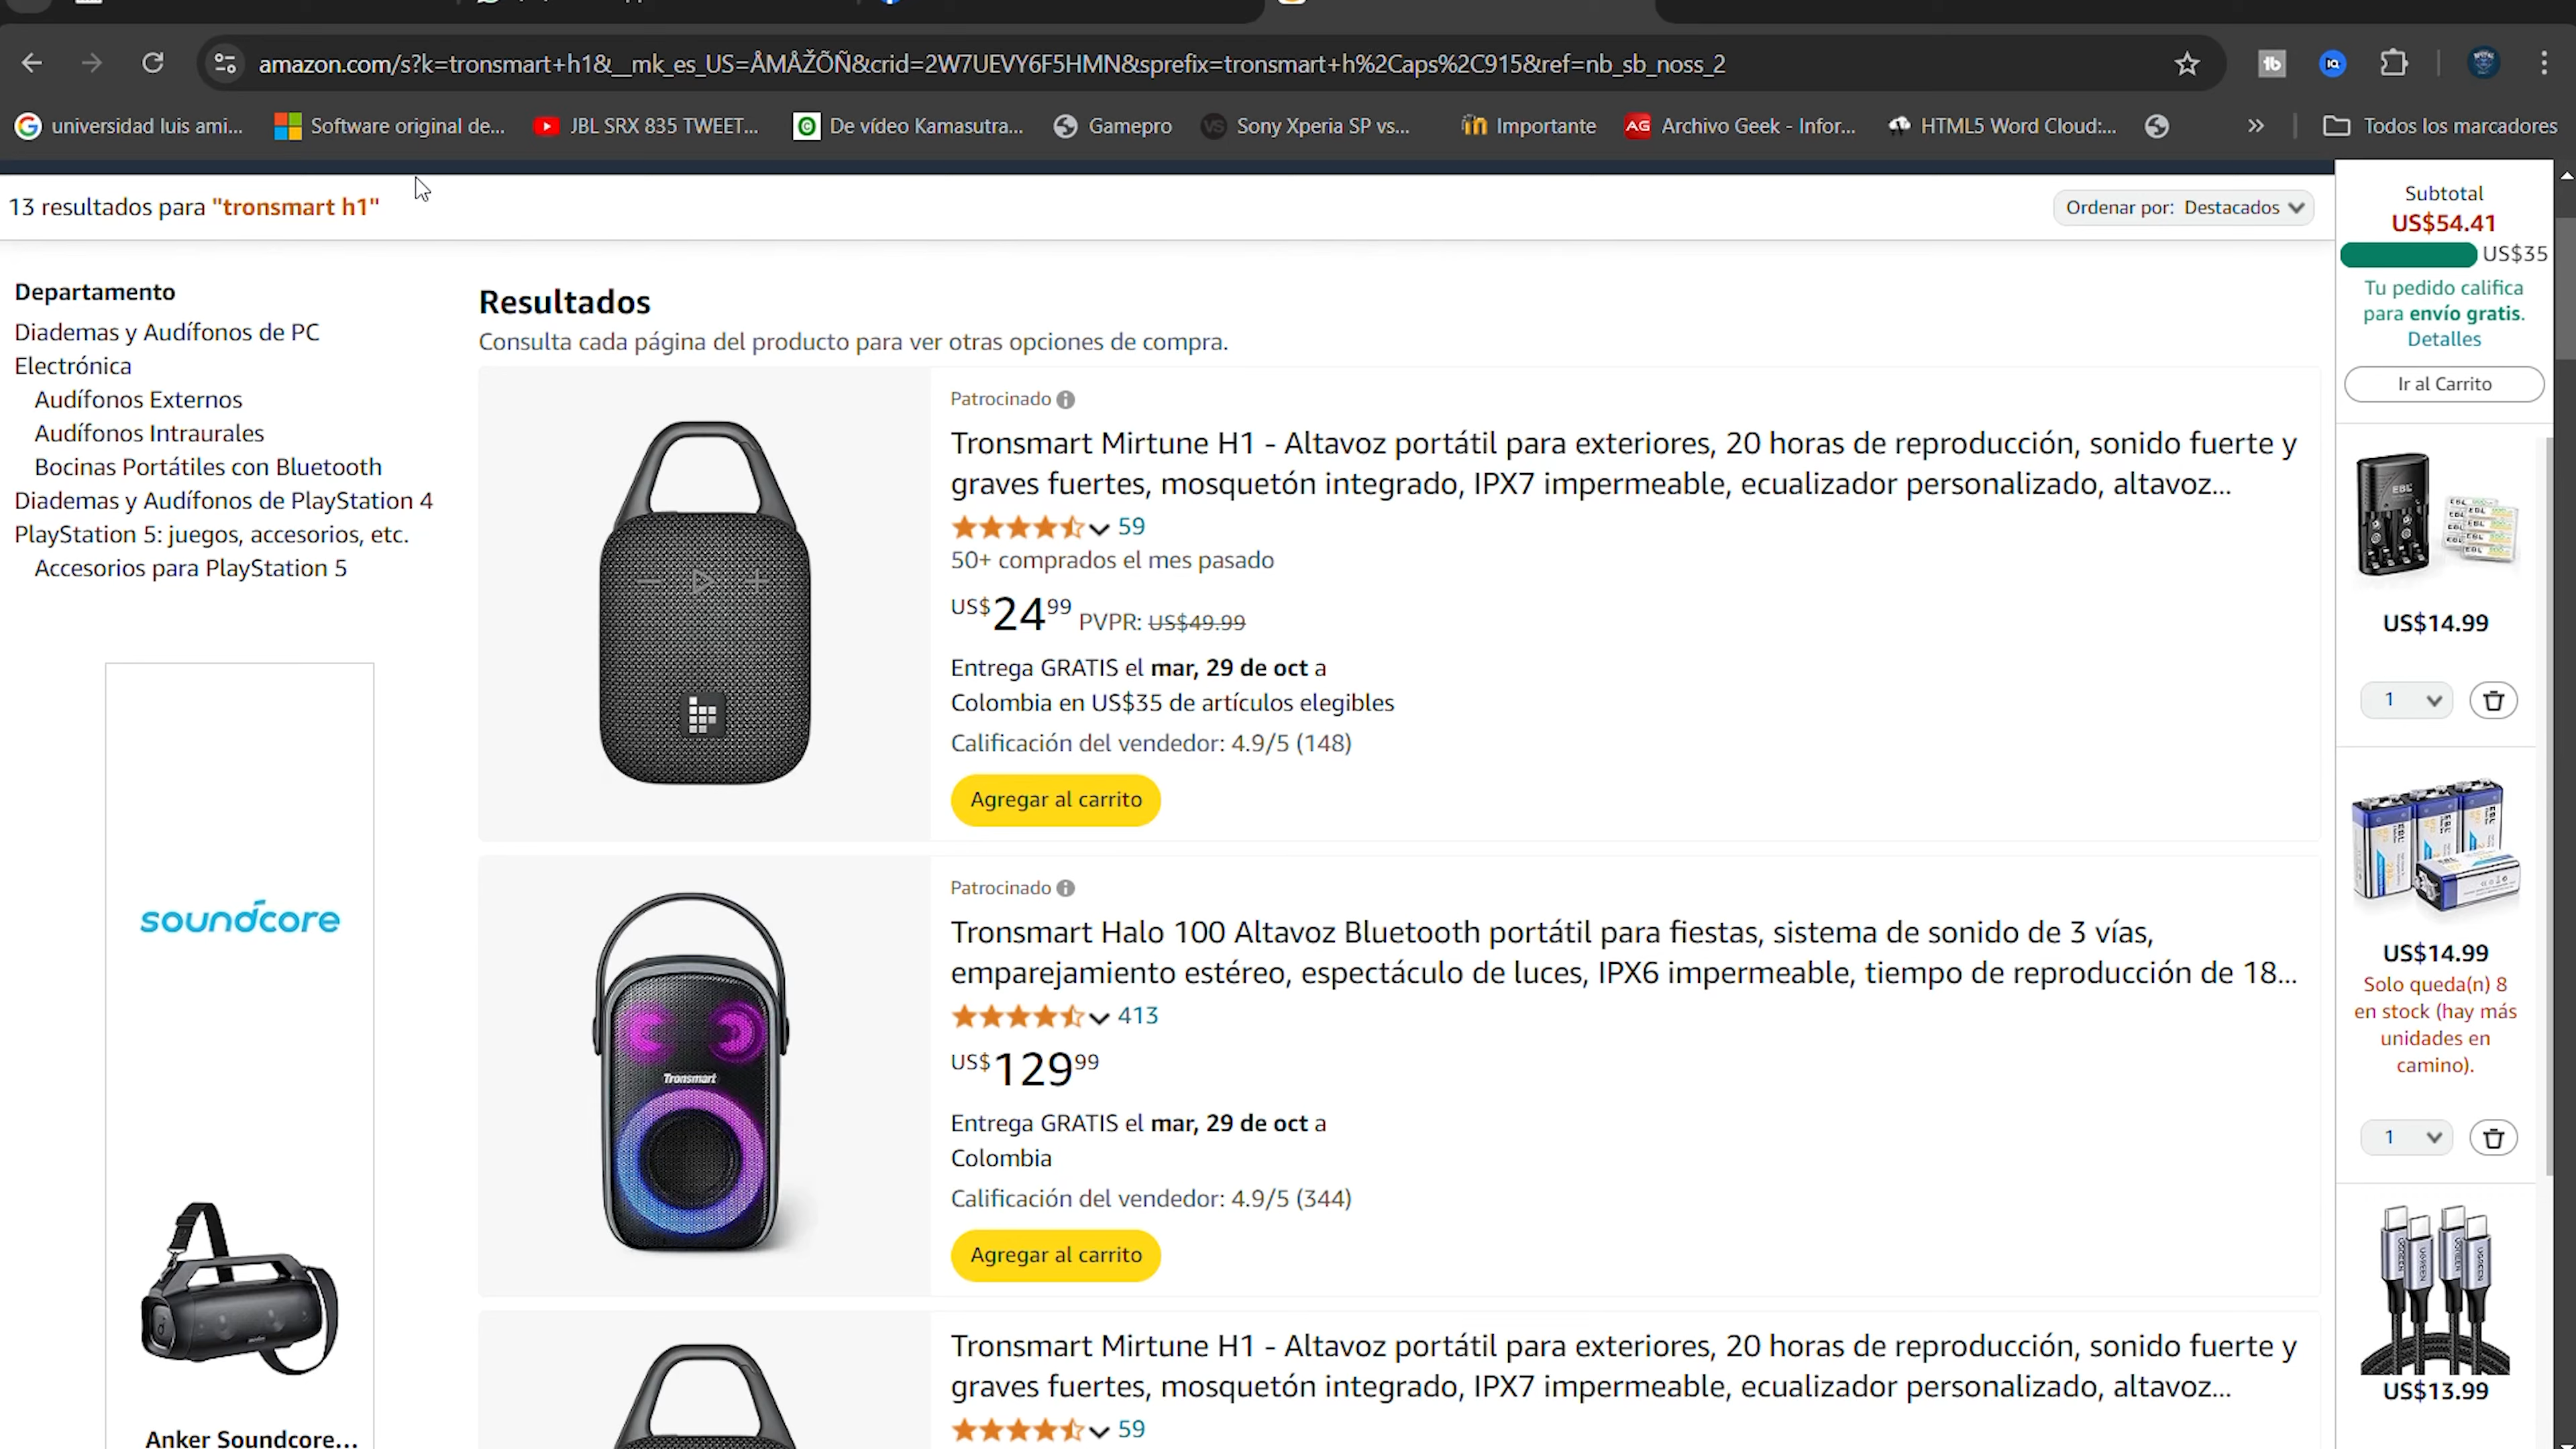 amazon.com/s?k=tronsmart+h1&__mk_es_US=ÅMÅŽÕÑ&crid=2W7UEVY6F5HMN&sprefix=tronsmart+h%2Caps%2C915&ref=nb_sb_noss_2
universidad luis ami...
Software original de...
JBL SRX 835 TWEET...
De vídeo Kamasutra...
Gamepro
Sony Xperia SP vs...
Importante
Archivo Geek - Infor...
HTML5 Word Cloud:...
Todos los marcadores
13 resultados para "tronsmart h1"
Ordenar por: Destacados
Departamento
Diademas y Audífonos de PC
Electrónica
Audífonos Externos
Audífonos Intraurales
Bocinas Portátiles con Bluetooth
Diademas y Audífonos de PlayStation 4
PlayStation 5: juegos, accesorios, etc.
Accesorios para PlayStation 5
soundcore
Anker Soundcore...
Resultados
Consulta cada página del producto para ver otras opciones de compra.
Patrocinado
Tronsmart Mirtune H1 - Altavoz portátil para exteriores, 20 horas de reproducción, sonido fuerte y
graves fuertes, mosquetón integrado, IPX7 impermeable, ecualizador personalizado, altavoz...
59
50+ comprados el mes pasado
US$24.99 PVPR: US$49.99
Entrega GRATIS el mar, 29 de oct a
Colombia en US$35 de artículos elegibles
Calificación del vendedor: 4.9/5 (148)
Agregar al carrito
Tronsmart
Patrocinado
Tronsmart Halo 100 Altavoz Bluetooth portátil para fiestas, sistema de sonido de 3 vías,
emparejamiento estéreo, espectáculo de luces, IPX6 impermeable, tiempo de reproducción de 18...
413
US$129.99
Entrega GRATIS el mar, 29 de oct a
Colombia
Calificación del vendedor: 4.9/5 (344)
Agregar al carrito
Tronsmart Mirtune H1 - Altavoz portátil para exteriores, 20 horas de reproducción, sonido fuerte y
graves fuertes, mosquetón integrado, IPX7 impermeable, ecualizador personalizado, altavoz...
59
Subtotal
US$54.41
US$35
Tu pedido califica
para envío gratis.
Detalles
Ir al Carrito
EBL
US$14.99
1
EBL
US$14.99
Solo queda(n) 8
en stock (hay más
unidades en
camino).
1
UGREEN
US$13.99